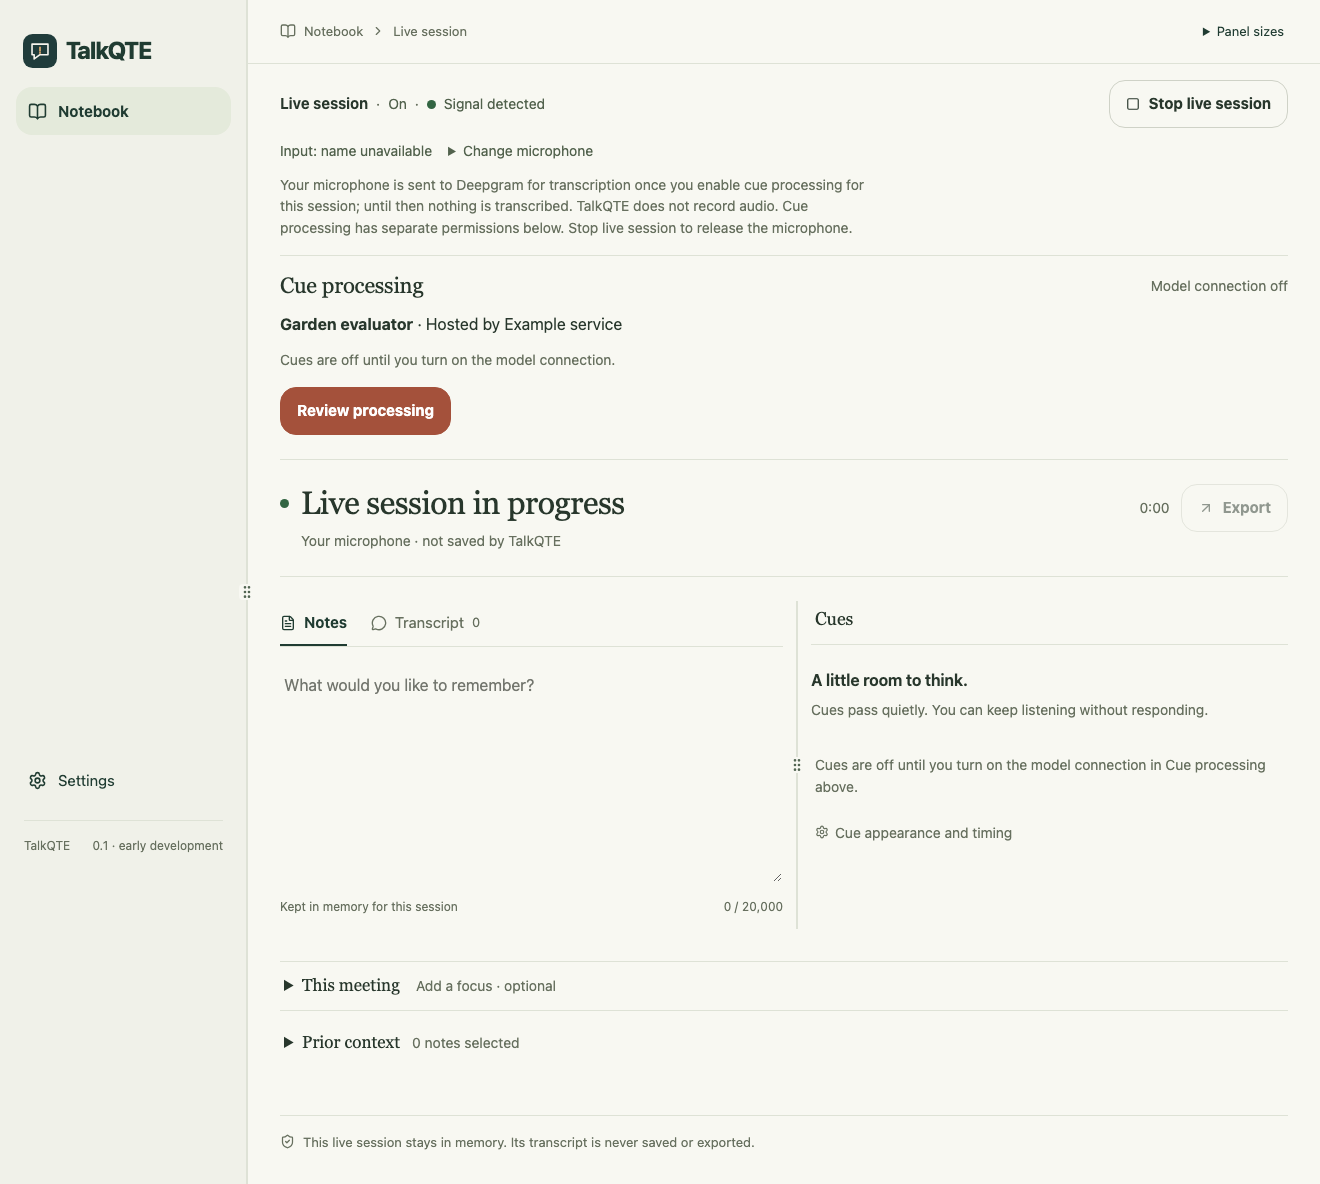 TalkQTE
Notebook
Settings
TalkQTE 0.1 · early development
Notebook > Live session
Panel sizes
Live session · On · Signal detected
Stop live session
Input: name unavailable Change microphone
Your microphone is sent to Deepgram for transcription once you enable cue processing for
this session; until then nothing is transcribed. TalkQTE does not record audio. Cue
processing has separate permissions below. Stop live session to release the microphone.
Cue processing
Model connection off
Garden evaluator · Hosted by Example service
Cues are off until you turn on the model connection.
Review processing
Live session in progress
0:00
Export
Your microphone · not saved by TalkQTE
Notes
Transcript 0
What would you like to remember?
Kept in memory for this session
0 / 20,000
Cues
A little room to think.
Cues pass quietly. You can keep listening without responding.
Cues are off until you turn on the model connection in Cue processing
above.
Cue appearance and timing
This meeting Add a focus · optional
Prior context 0 notes selected
This live session stays in memory. Its transcript is never saved or exported.